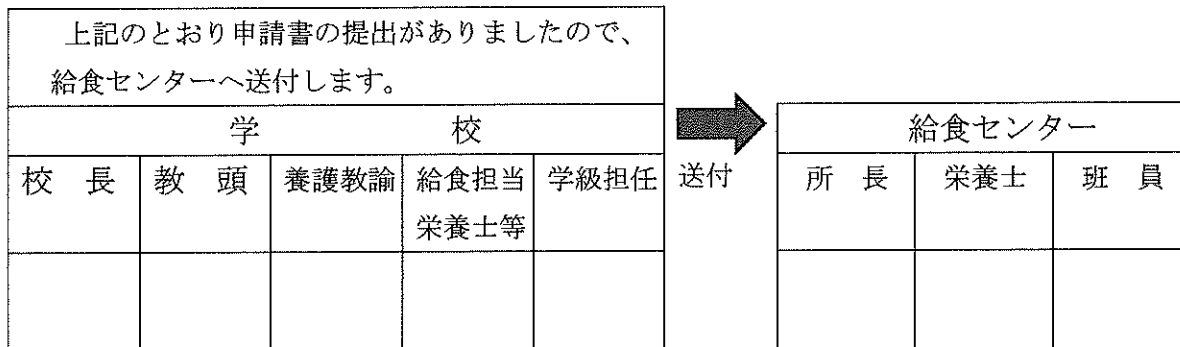 上記のとおり申請書の提出がありましたので、
給食センターへ送付します。
学 校
校 長 教 頭 養護教諭 給食担当 学級担任
栄養士等
送付
給食センター
所 長 栄養士 班 員